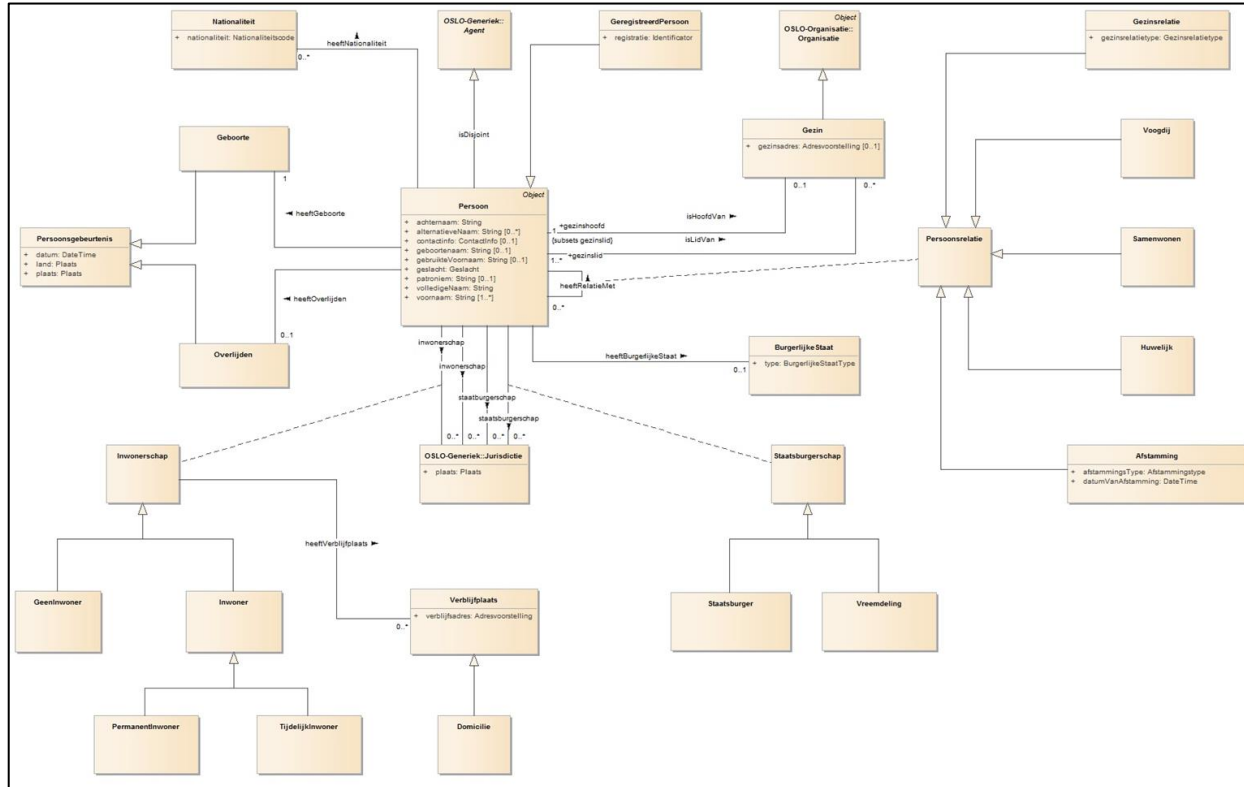 Nationaliteit
+ nationaliteit: Nationaliteitscode
heeftNationaliteit
0..*
OSLO-Generiek::
Agent
GeregistreerdPersoon
+ registratie: Identificator
Object
OSLO-Organisatie::
Organisatie
Gezinsrelatie
+ gezinsrelatietype: Gezinsrelatietype
Geboorte
1
isDisjoint
Gezin
+ gezinsadres: Adresvoorstelling [0..1]
0..1
0..*
Voogdij
heeftGeboorte
Object
Persoon
+ achternaam: String
+ alternatieveNaam: String [0..*]
+ contactinfo: ContactInfo [0..1]
+ geboortenaam: String [0..1]
+ gebruikteVoornaam: String [0..1]
+ geslacht: Geslacht
+ patroniem: String [0..1]
+ volledigeNaam: String
+ voornaam: String [1..*]
+gezinshoofd
isHoofdVan
1
{subsets gezinslid}
isLidVan
1..*
+gezinslid
heeftRelatieMet
0..*
Persoonsgebeurtenis
+ datum: DateTime
+ land: Plaats
+ plaats: Plaats
Persoonsrelatie
Samenwonen
heeftOverlijden
0..1
Overlijden
inwonerschap
inwonerschap
staatburgerschap
staatsburgerschap
0..*
0..*
0..*
0..*
heeftBurgerlijkeStaat
0..1
BurgerlijkeStaat
+ type: BurgerlijkeStaatType
Huwelijk
Inwonerschap
OSLO-Generiek::Jurisdictie
+ plaats: Plaats
Staatsburgerschap
Afstamming
+ afstammingsType: Afstammingstype
+ datumVanAfstamming: DateTime
heeftVerblijfplaats
0..*
GeenInwoner
Inwoner
Verblijfplaats
+ verblijfsadres: Adresvoorstelling
Staatsburger
Vreemdeling
PermanentInwoner
TijdelijkInwoner
Domicilie